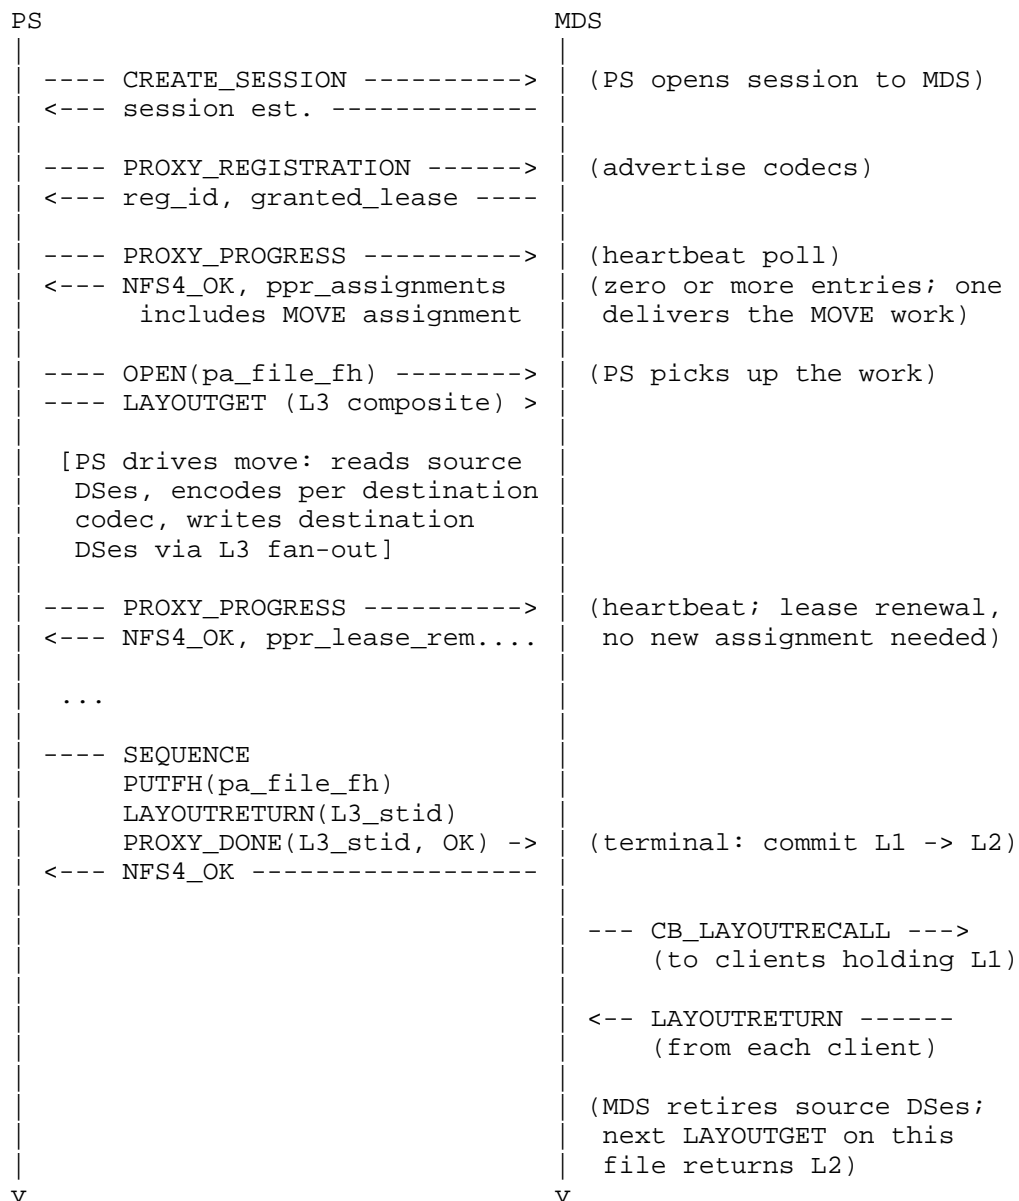 PS                                  MDS
|                                    |
| ---- CREATE_SESSION ----------> | (PS opens session to MDS)
| <--- session est. ------------- |
|                                    |
| ---- PROXY_REGISTRATION ------> | (advertise codecs)
| <--- reg_id, granted_lease ---- |
|                                    |
| ---- PROXY_PROGRESS ----------> | (heartbeat poll)
| <--- NFS4_OK, ppr_assignments | (zero or more entries; one
| includes MOVE assignment | delivers the MOVE work)
|                                    |
| ---- OPEN(pa_file_fh) --------> | (PS picks up the work)
| ---- LAYOUTGET (L3 composite) > |
|                                    |
| [PS drives move: reads source |
| DSes, encodes per destination |
| codec, writes destination |
| DSes via L3 fan-out] |
|                                    |
| ---- PROXY_PROGRESS ----------> | (heartbeat; lease renewal,
| <--- NFS4_OK, ppr_lease_rem.... | no new assignment needed)
|                                    |
| ... |
|                                    |
| ---- SEQUENCE |
| PUTFH(pa_file_fh) |
| LAYOUTRETURN(L3_stid) |
| PROXY_DONE(L3_stid, OK) -> | (terminal: commit L1 -> L2)
| <--- NFS4_OK ------------------ |
|                                    |
| | --- CB_LAYOUTRECALL --->
| | (to clients holding L1)
|                                    |
| | <-- LAYOUTRETURN ------
| | (from each client)
|                                    |
| | (MDS retires source DSes;
| | next LAYOUTGET on this
| | file returns L2)
V                                    V